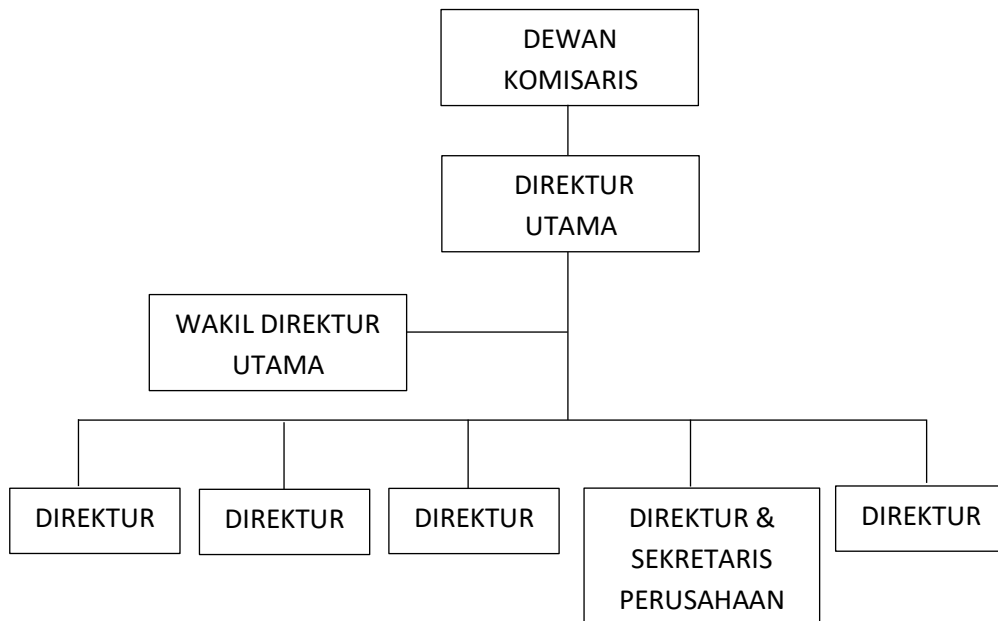 DEWAN
KOMISARIS
DIREKTUR
UTAMA
WAKIL DIREKTUR
UTAMA
DIREKTUR
DIREKTUR
DIREKTUR
DIREKTUR &
SEKRETARIS
PERUSAHAAN
DIREKTUR